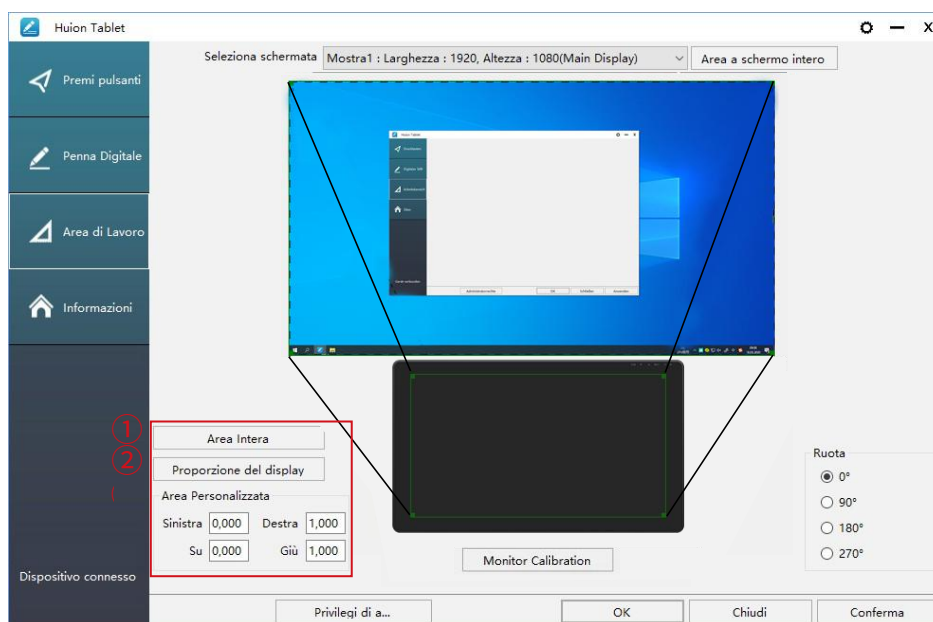 Huion Tablet
Seleziona schermata Mostra1 : Larghezza : 1920, Altezza : 1080(Main Display) Area a schermo intero
Premi pulsanti
Penna Digitale
Area di Lavoro
Informazioni
Huion Tablet
① Area Intera
② Proporzione del display
Area Personalizzata
Sinistra 0,000 Destra 1,000
Su 0,000 Giù 1,000
Ruota
0°
90°
180°
270°
Monitor Calibration
Dispositivo connesso
Privilegi di a... OK Chiudi Conferma